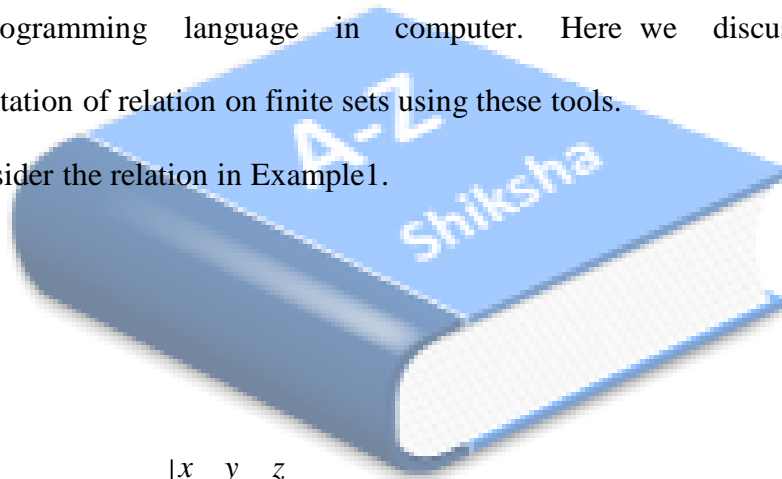 ogramming language in computer. Here we discus
tation of relation on finite sets using these tools.
sider the relation in Example1.
A-Z
Shiksha
|x y z